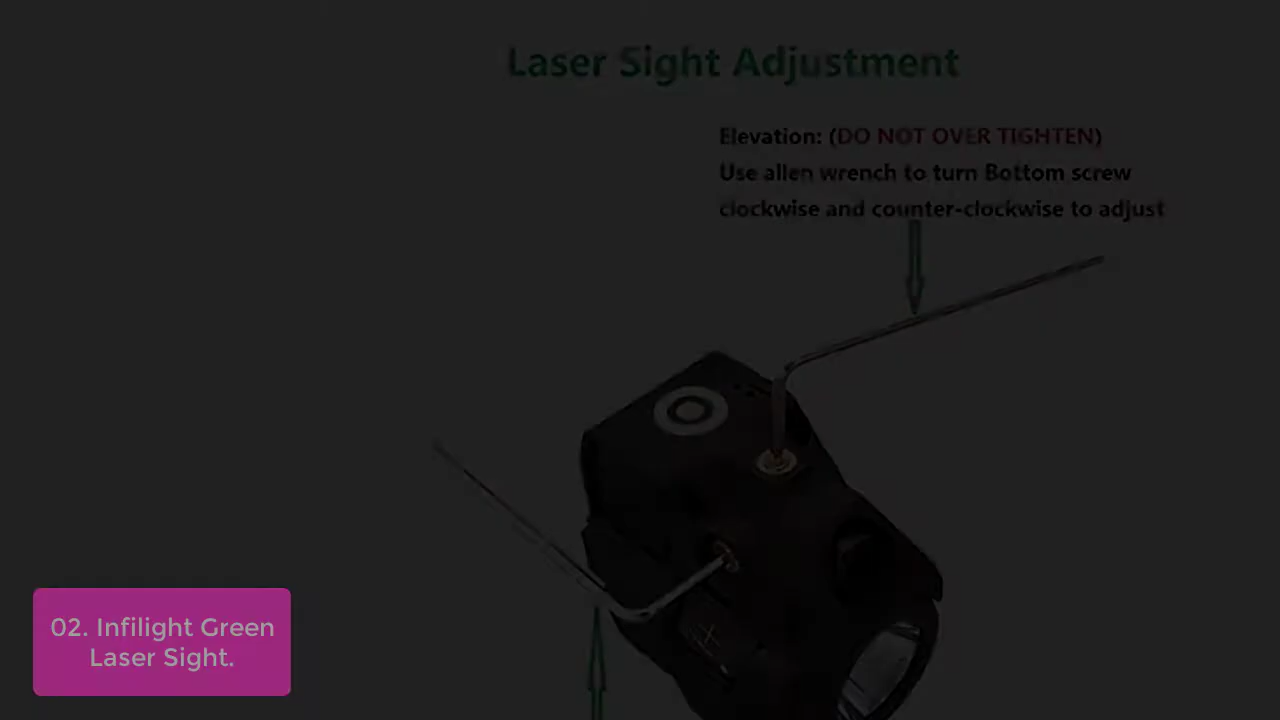 Laser Sight Adjustment
Elevation: (DO NOT OVER TIGHTEN)
Use allen wrench to turn Bottom screw
clockwise and counter-clockwise to adjust
02. Infilight Green
Laser Sight.